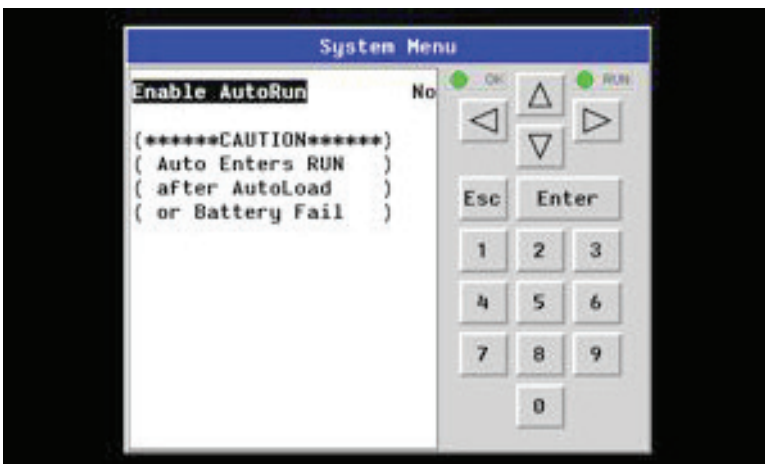 System Menu
Enable AutoRun No
(******CAUTION******)
( Auto Enters RUN )
( after AutoLoad )
( or Battery Fail )
OK
RUN
Esc Enter
1 2 3
4 5 6
7 8 9
0